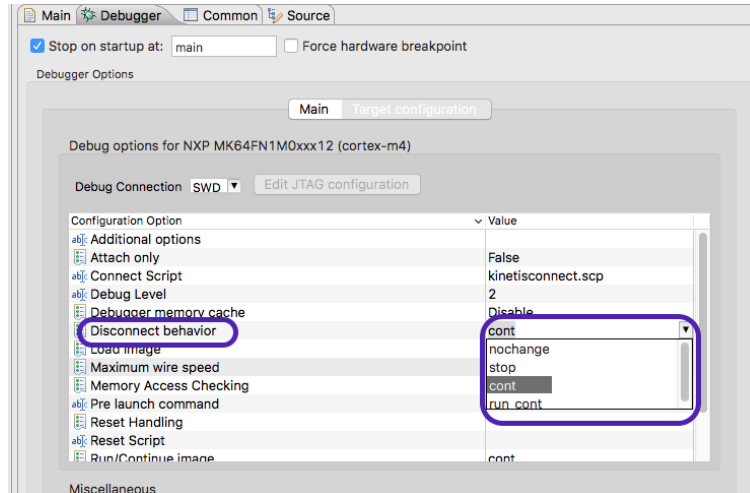 Main Debugger Common Source
Stop on startup at: main Force hardware breakpoint
Debugger Options
Main Target configuration
Debug options for NXP MK64FN1M0xxx12 (cortex-m4)
Debug Connection SWD Edit JTAG configuration
Configuration Option Value
Additional options
Attach only False
Connect Script kinetisconnect.scp
Debug Level 2
Debugger memory cache Disable
Disconnect behavior cont
Load image nochange
Maximum wire speed stop
Memory Access Checking cont
Pre launch command run_cont
Reset Handling
Reset Script
Run/Continue image cont
Miscellaneous